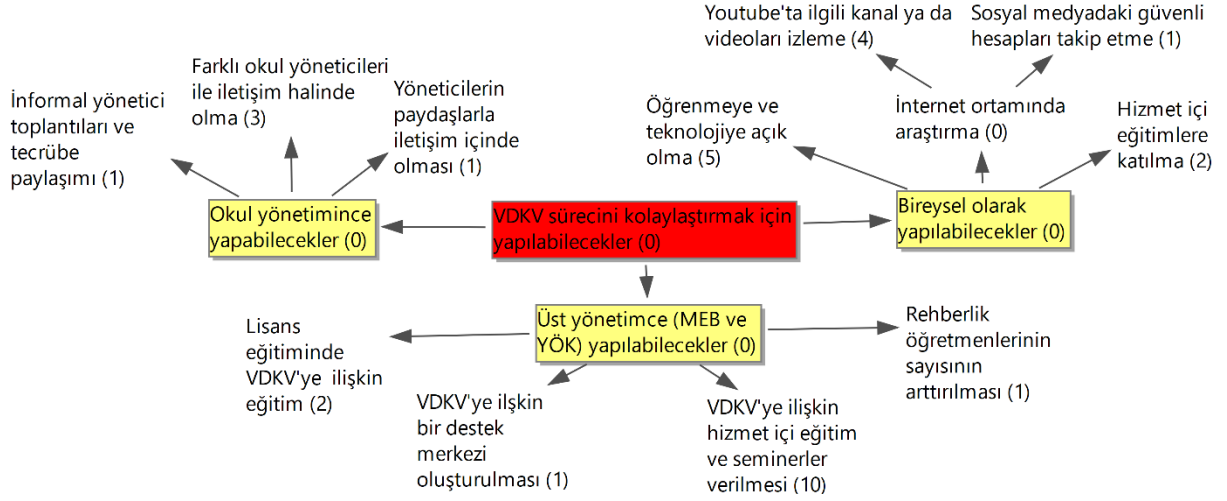 Youtube'ta ilgili kanal ya da
videoları izleme (4)
Sosyal medyadaki güvenli
hesapları takip etme (1)
Farklı okul yöneticileri
ile iletişim halinde
olma (3)
İnformal yönetici
toplantıları ve
tecrübe
paylaşımı (1)
Yöneticilerin
paydaşlarla
iletişim içinde
olması (1)
Öğrenmeye ve
teknolojiye açık
olma (5)
İnternet ortamında
araştırma (0)
Hizmet içi
eğitimlere
katılma (2)
Okul yönetimince
yapabilecekler (0)
VDKV sürecini kolaylaştırmak için
yapılabilecekler (0)
Bireysel olarak
yapılabilecekler (0)
Üst yönetimce (MEB ve
YÖK) yapılabilecekler (0)
Lisans
eğitiminde
VDKV'ye ilişkin
eğitim (2)
VDKV'ye ilşkin
bir destek
merkezi
oluşturulması (1)
VDKV'ye ilişkin
hizmet içi eğitim
ve seminerler
verilmesi (10)
Rehberlik
öğretmenlerinin
sayısının
arttırılması (1)